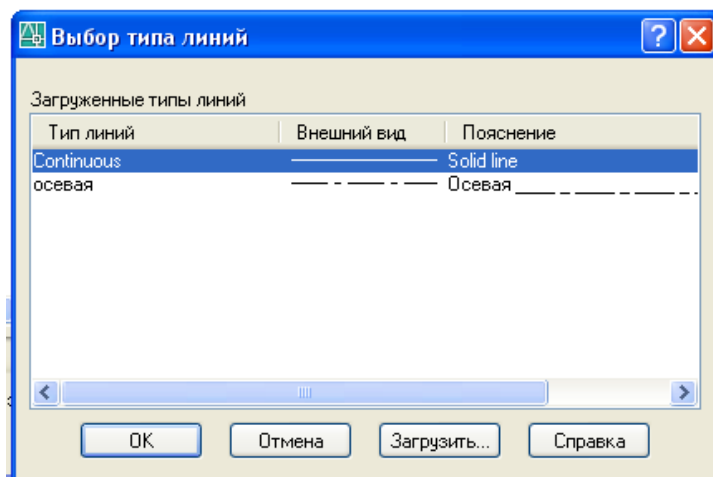 Выбор типа линий
Загруженные типы линий
Тип линий Внешний вид Пояснение
Continuous Solid line
осевая Осевая
OK Отмена Загрузить... Справка